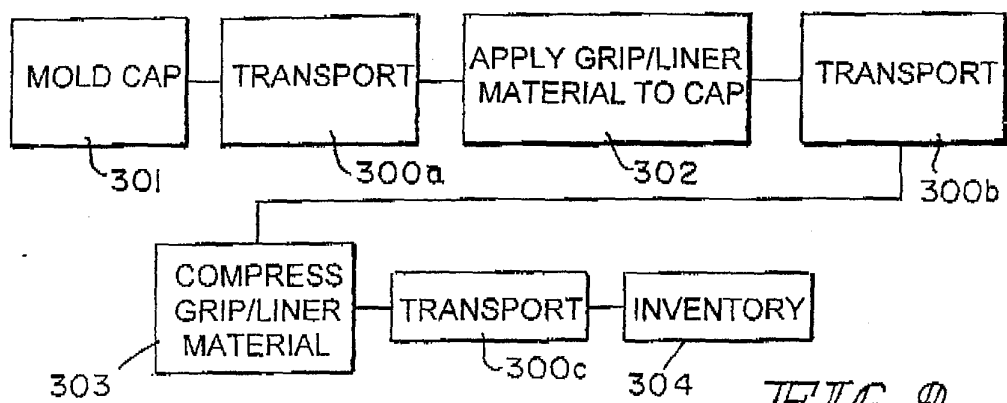 MOLD CAP
TRANSPORT
APPLY GRIP/LINER
MATERIAL TO CAP
TRANSPORT
301
300a
302
300b
COMPRESS
GRIP/LINER
MATERIAL
TRANSPORT
INVENTORY
303
300c
304